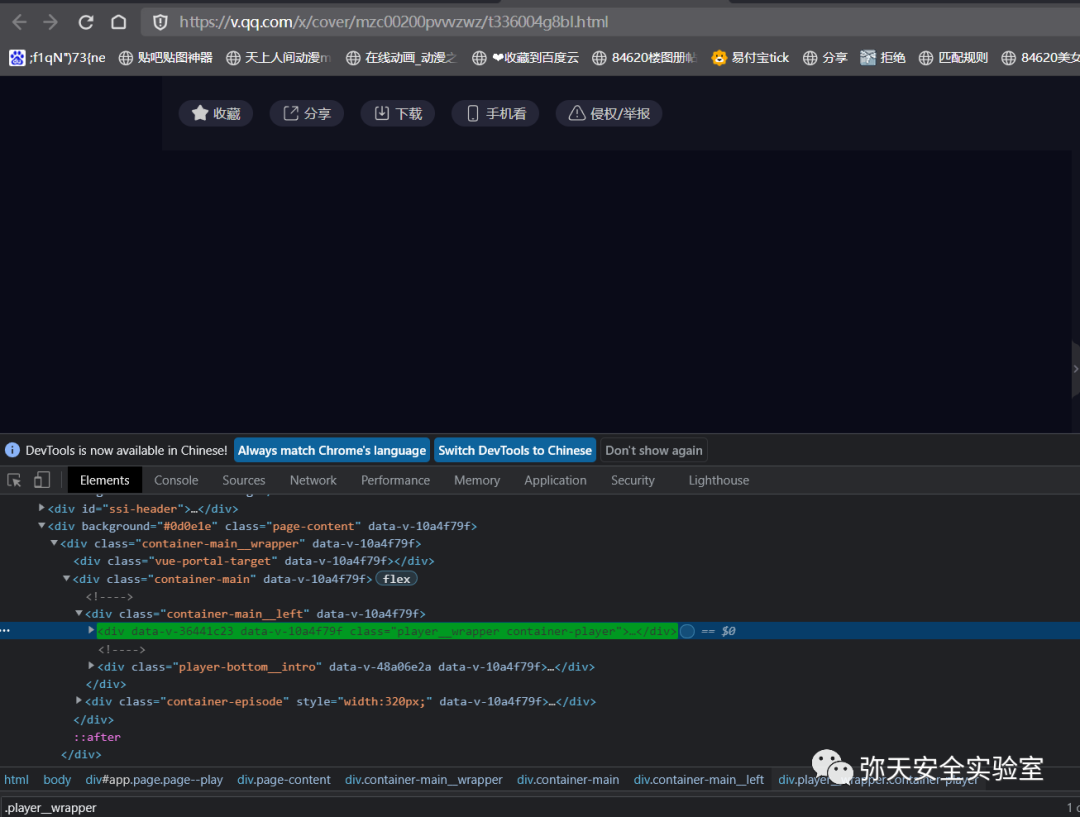 https://v.qq.com/x/cover/mzc00200pvvvzwz/t336004g8bl.html
;f1qN")73{ne 贴吧贴图神器 天上人间动漫 在线动画_动漫之 ❤收藏到百度云 84620楼图册帖 易付宝tick 分享 拒绝 匹配规则 84620美女
收藏 分享 下载 手机看 侵权/举报
DevTools is now available in Chinese! Always match Chrome's language Switch DevTools to Chinese Don't show again
Elements Console Sources Network Performance Memory Application Security Lighthouse
<div id="ssi-header">…</div>
<div background="#0d0e1e" class="page-content" data-v-10a4f79f>
<div class="container-main__wrapper" data-v-10a4f79f>
<div class="vue-portal-target" data-v-10a4f79f></div>
<div class="container-main" data-v-10a4f79f> flex
<!---->
<div class="container-main__left" data-v-10a4f79f>
<div data-v-36441c23 data-v-10a4f79f class="player__wrapper container-player">…</div> == $0
<!---->
<div class="player-bottom__intro" data-v-48a06e2a data-v-10a4f79f>…</div>
</div>
<div class="container-episode" style="width:320px;" data-v-10a4f79f>…</div>
</div>
::after
</div>
html body div#app.page.page--play div.page-content div.container-main__wrapper div.container-main div.container-main__left div.player__wrapper.container-player
弥天安全实验室
.player__wrapper 1